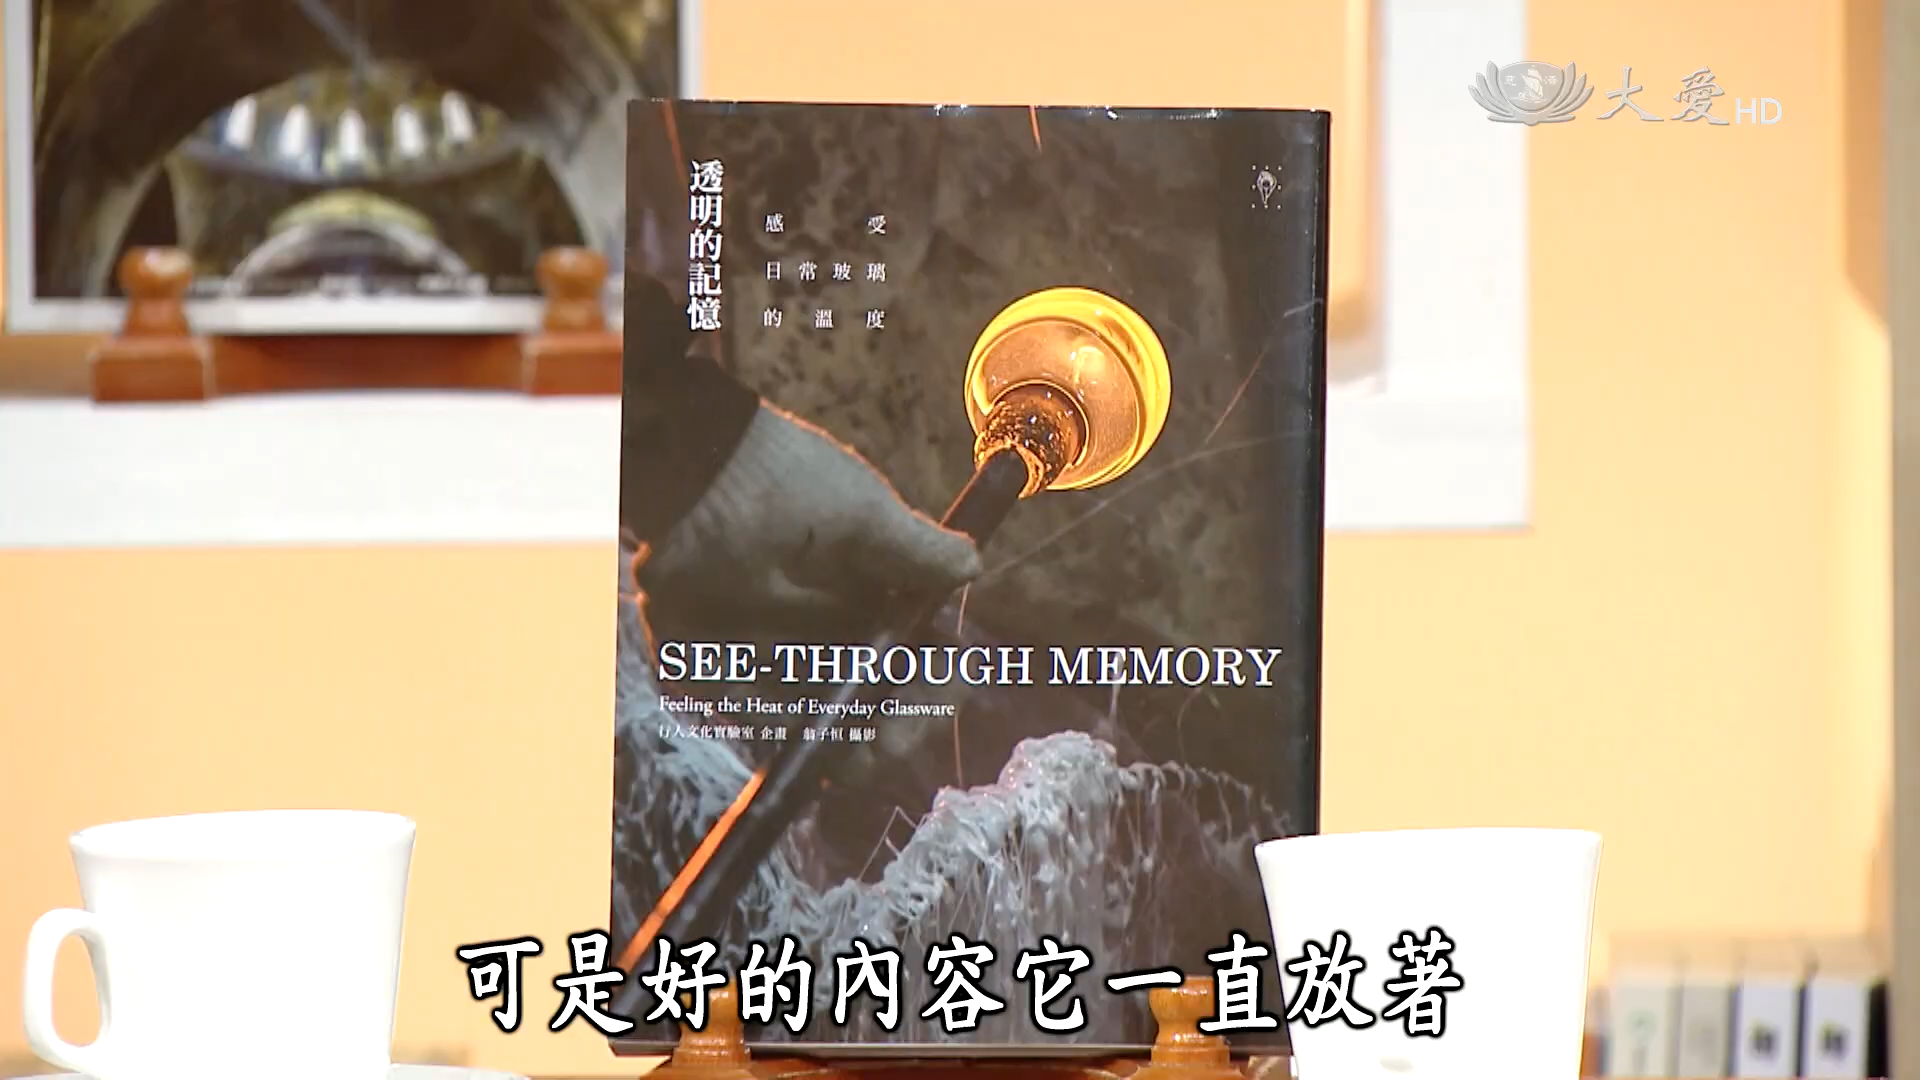 大愛HD
透明的記憶
感受
日常玻璃
的溫度
SEE-THROUGH MEMORY
Feeling the Heat of Everyday Glassware
行人文化實驗室 企畫 翁子恒 攝影
可是好的內容它一直放著